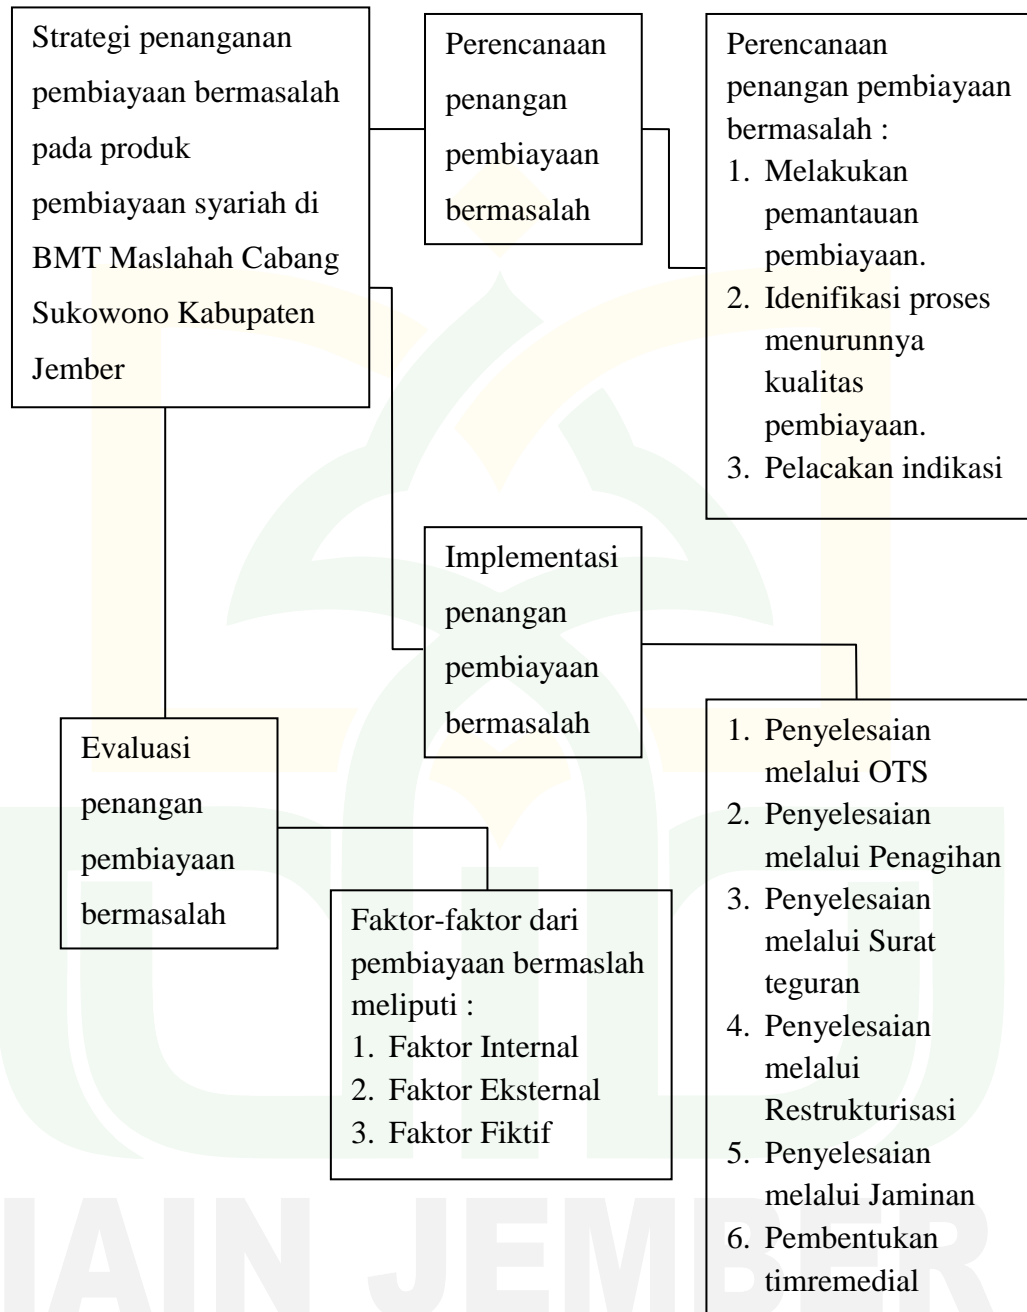 Strategi penanganan
pembiayaan bermasalah
pada produk
pembiayaan syariah di
BMT Maslahah Cabang
Sukowono Kabupaten
Jember
Perencanaan
penangan
pembiayaan
bermasalah
Perencanaan
penangan pembiayaan
bermasalah :
1. Melakukan
pemantauan
pembiayaan.
2. Idenifikasi proses
menurunnya
kualitas
pembiayaan.
3. Pelacakan indikasi
Implementasi
penangan
pembiayaan
bermasalah
1. Penyelesaian
melalui OTS
2. Penyelesaian
melalui Penagihan
3. Penyelesaian
melalui Surat
teguran
4. Penyelesaian
melalui
Restrukturisasi
5. Penyelesaian
melalui Jaminan
6. Pembentukan
timremedial
Evaluasi
penangan
pembiayaan
bermasalah
Faktor-faktor dari
pembiayaan bermaslah
meliputi :
1. Faktor Internal
2. Faktor Eksternal
3. Faktor Fiktif
IAIN JEMBER